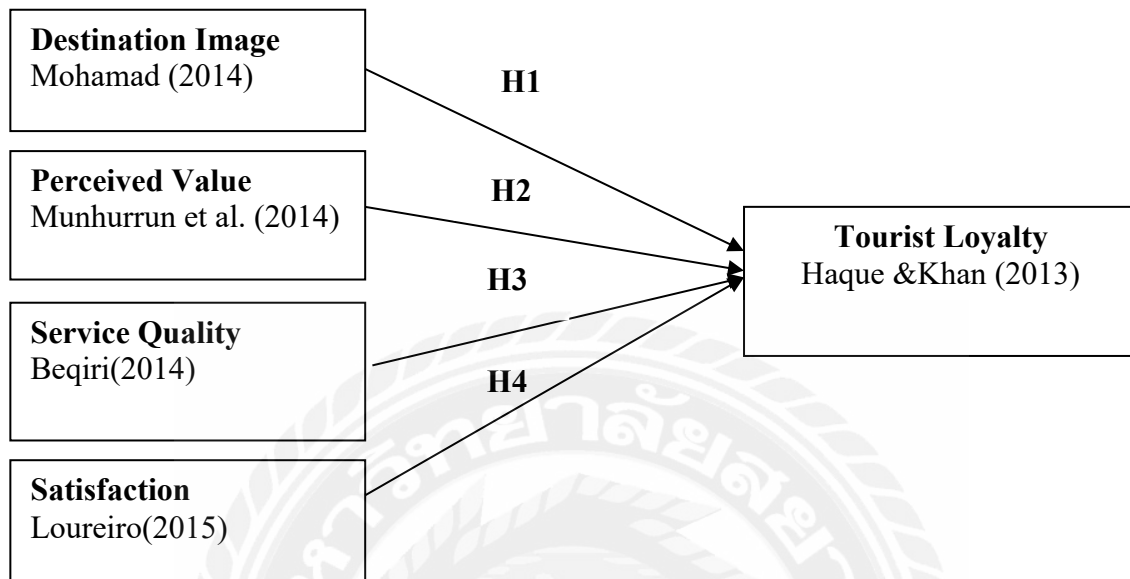 Destination Image
Mohamad (2014)
H1
Perceived Value
Munhurrun et al. (2014)
H2
Tourist Loyalty
Haque &Khan (2013)
H3
Service Quality
Beqiri(2014)
H4
Satisfaction
Loureiro(2015)